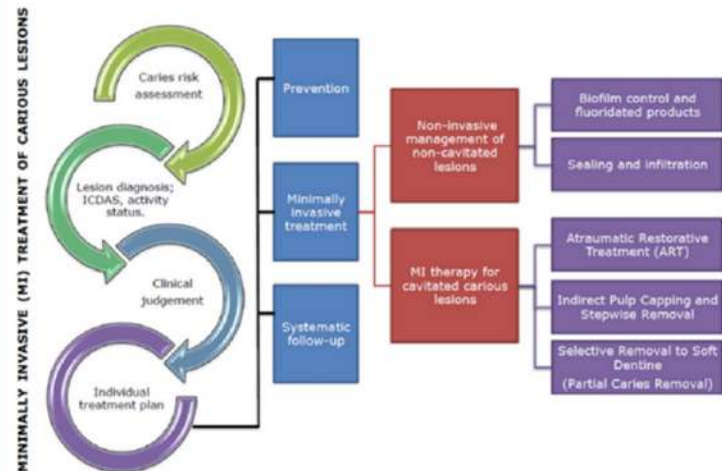 MINIMALLY INVASIVE (MI) TREATMENT OF CARIOUS LESIONS
Caries risk
assessment
Lesion diagnosis;
ICDAS, activity
status.
Clinical
judgement
Individual
treatment plan
Prevention
Minimally
invasive
treatment
Systematic
follow-up
Non-invasive
management of
non-cavitated
lesions
MI therapy for
cavitated carious
lesions
Biofilm control and
fluoridated products
Sealing and infiltration
Atraumatic Restorative
Treatment (ART)
Indirect Pulp Capping and
Stepwise Removal
Selective Removal to Soft
Dentine
(Partial Caries Removal)